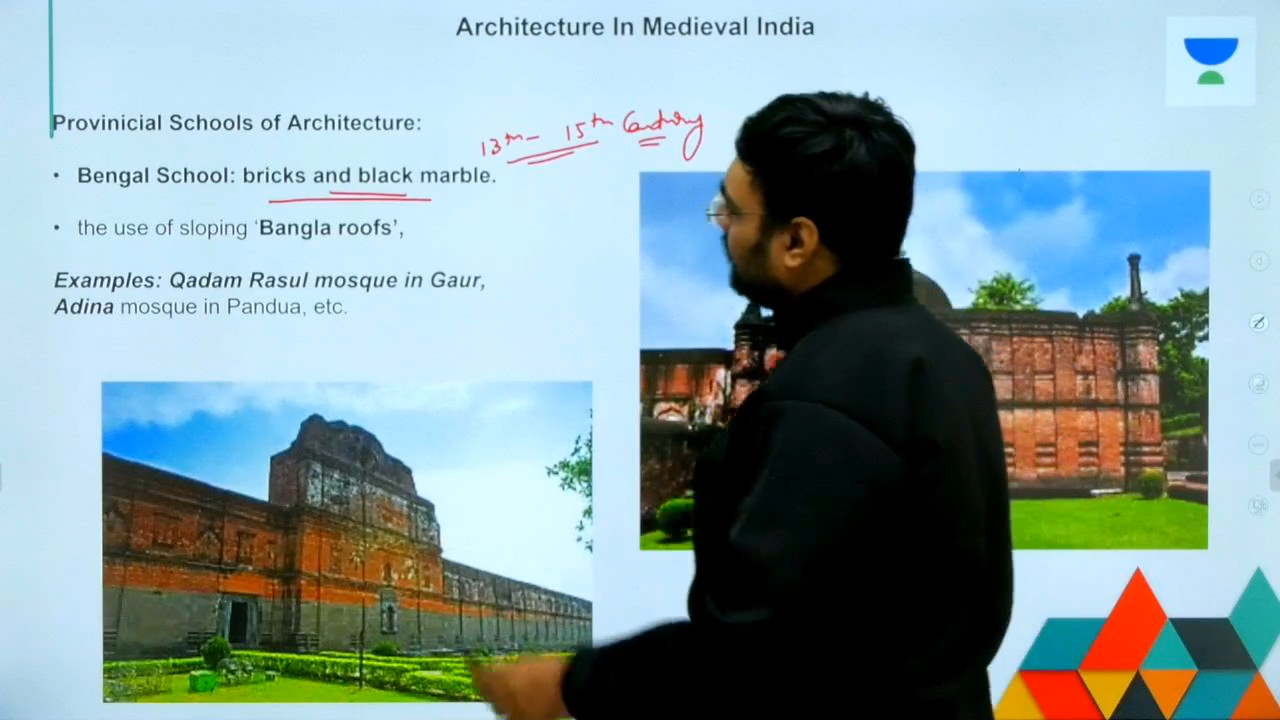 Architecture In Medieval India
Provinicial Schools of Architecture:
13th - 15th Century
• Bengal School: bricks and black marble.
• the use of sloping ‘Bangla roofs’,
Examples: Qadam Rasul mosque in Gaur,
Adina mosque in Pandua, etc.